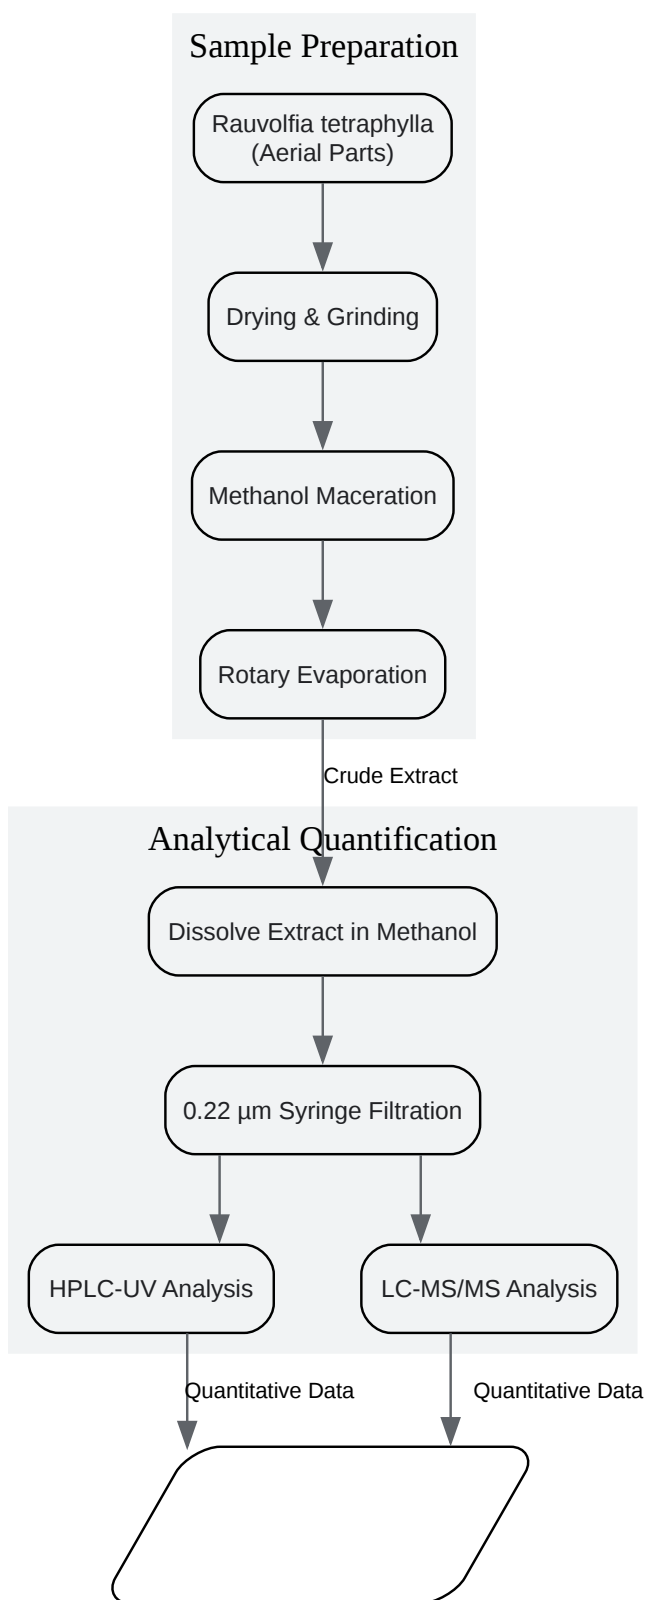 Sample Preparation
Rauvolfia tetraphylla
(Aerial Parts)
Drying & Grinding
Methanol Maceration
Rotary Evaporation
Crude Extract
Analytical Quantification
Dissolve Extract in Methanol
0.22 µm Syringe Filtration
HPLC-UV Analysis
LC-MS/MS Analysis
Quantitative Data
Quantitative Data